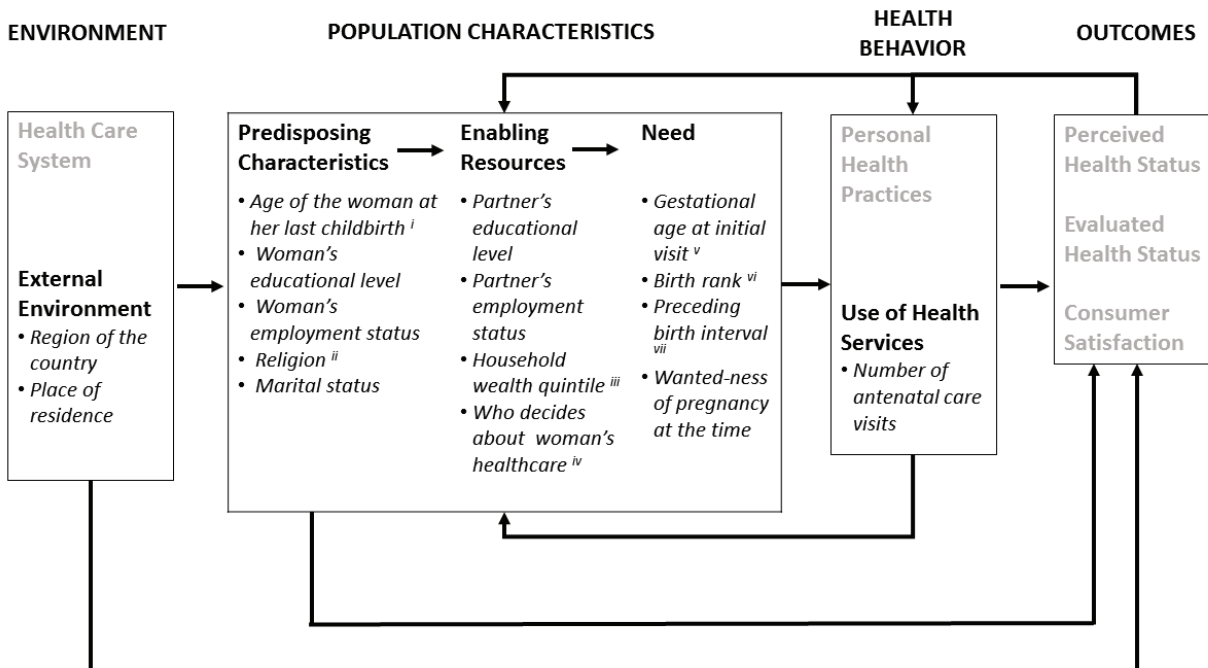 ENVIRONMENT
POPULATION CHARACTERISTICS
HEALTH
BEHAVIOR
OUTCOMES
Health Care
System
External
Environment
• Region of the
country
• Place of
residence
Predisposing
Characteristics
• Age of the woman at
her last childbirth i
• Woman's
educational level
• Woman's
employment status
• Religion ii
• Marital status
Enabling
Resources
• Partner's
educational
level
• Partner's
employment
status
• Household
wealth quintile iii
• Who decides
about woman's
healthcare iv
Need
• Gestational
age at initial
visit v
• Birth rank vi
• Preceding
birth interval
vii
• Wanted-ness
of pregnancy
at the time
Personal
Health
Practices
Use of Health
Services
• Number of
antenatal care
visits
Perceived
Health Status
Evaluated
Health Status
Consumer
Satisfaction